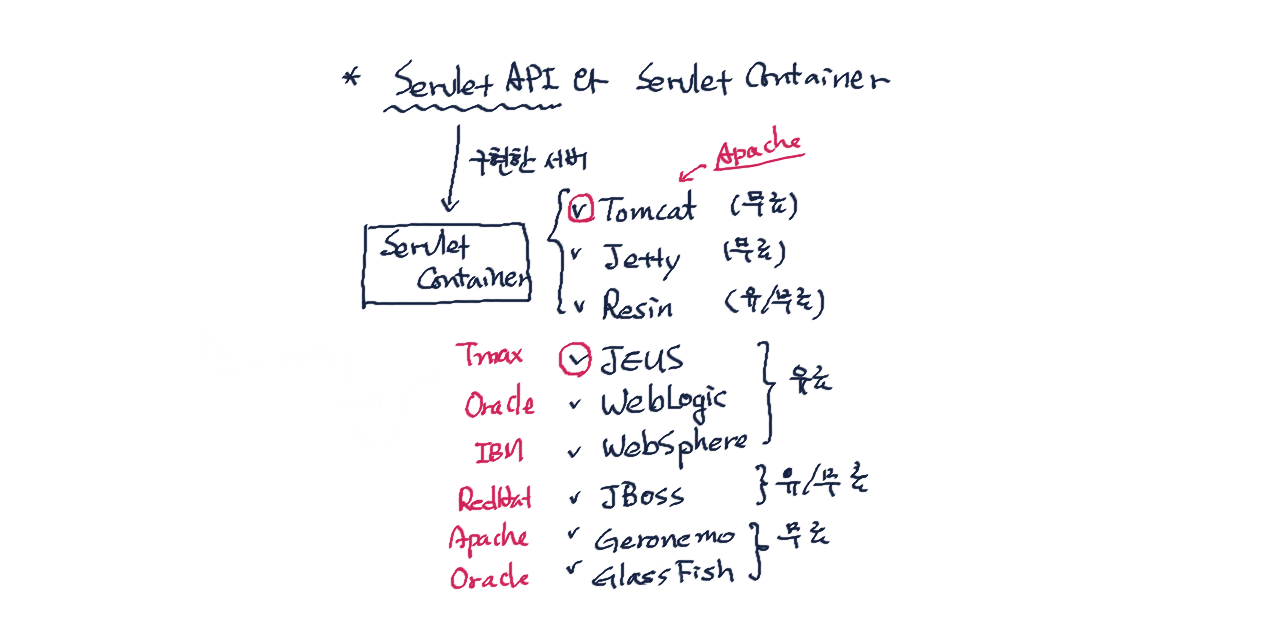 * Servlet API 와 Servlet Container
구현한 서버
Apache
Servlet
Container
✓ Tomcat (무료)
✓ Jetty (무료)
✓ Resin (유/무료)
Tmax ✓ JEUS
Oracle ✓ WebLogic
유료
IBM ✓ WebSphere
RedHat ✓ JBoss 유/무료
Apache ✓ Geronemo 무료
Oracle ✓ GlassFish